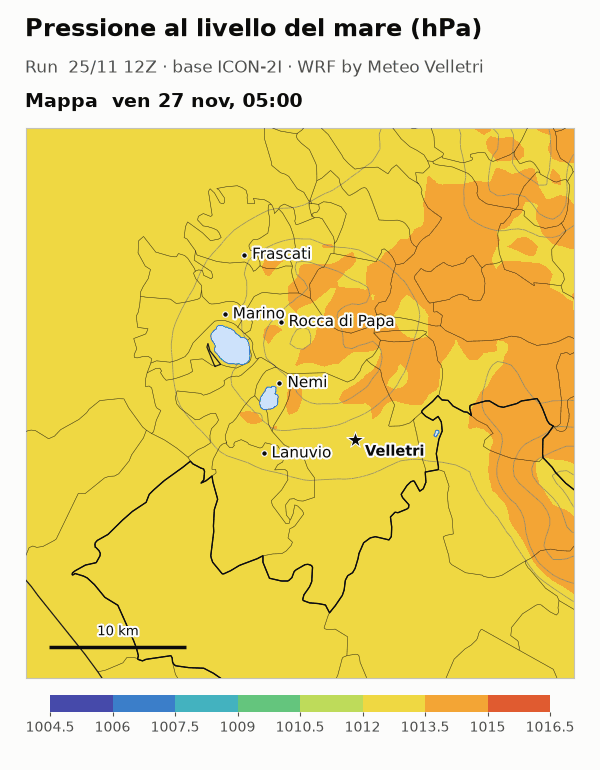 Pressione al livello del mare (hPa)
Run  25/11 12Z · base ICON-2I · WRF by Meteo Velletri
Mappa  ven 27 nov, 05:00
Frascati
Marino
Rocca di Papa
Nemi
Velletri
Lanuvio
10 km
1004.5 1006 1007.5 1009 1010.5 1012 1013.5 1015 1016.5